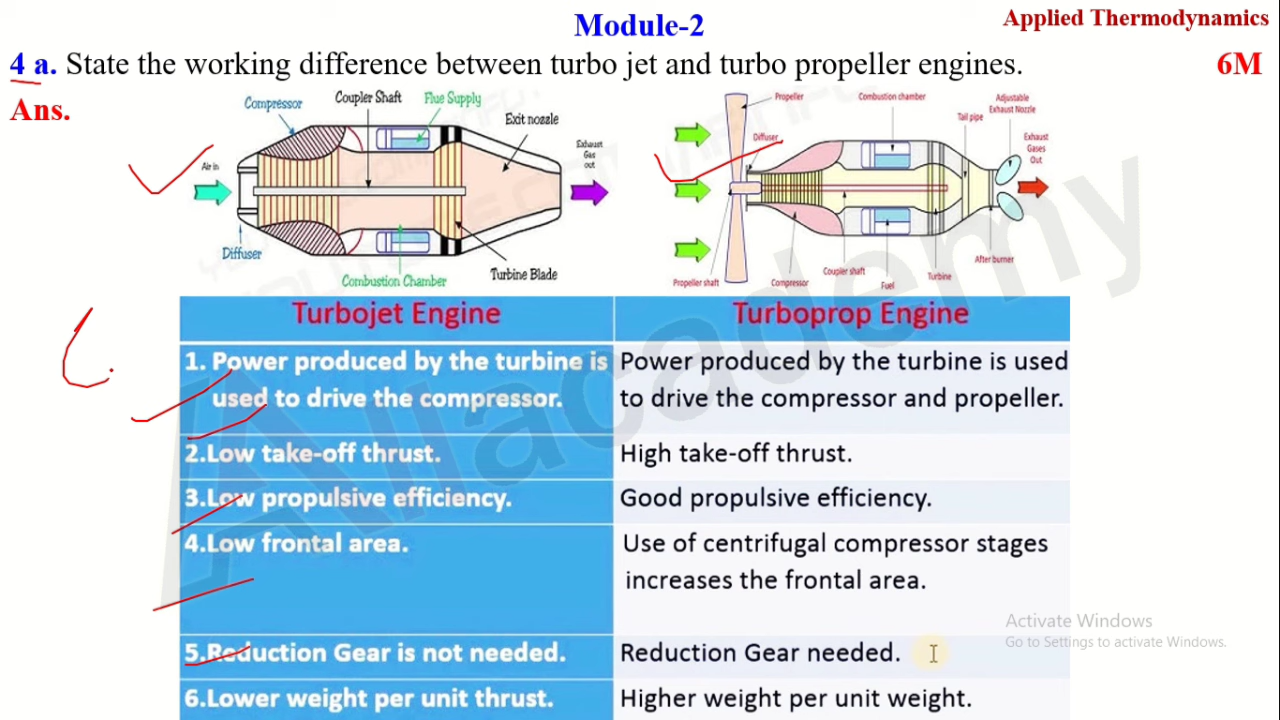 Module-2
Applied Thermodynamics
4 a. State the working difference between turbo jet and turbo propeller engines. 6M
Ans.
Compressor
Coupler Shaft
Flue Supply
Exit nozzle
Air in
Exhaust
Gas
out
Diffuser
Combustion Chamber
Turbine Blade
Propeller
Combustion chamber
Adjustable
Exhaust Nozzle
Tail pipe
Diffuser
Exhaust
Gases
Out
Propeller shaft
Compressor
Coupler shaft
Fuel
Turbine
After burner
Turbojet Engine
Turboprop Engine
1. Power produced by the turbine is
used to drive the compressor.
Power produced by the turbine is used
to drive the compressor and propeller.
2.Low take-off thrust.
High take-off thrust.
3.Low propulsive efficiency.
Good propulsive efficiency.
4.Low frontal area.
Use of centrifugal compressor stages
increases the frontal area.
5.Reduction Gear is not needed.
Reduction Gear needed.
6.Lower weight per unit thrust.
Higher weight per unit weight.
Activate Windows
Go to Settings to activate Windows.